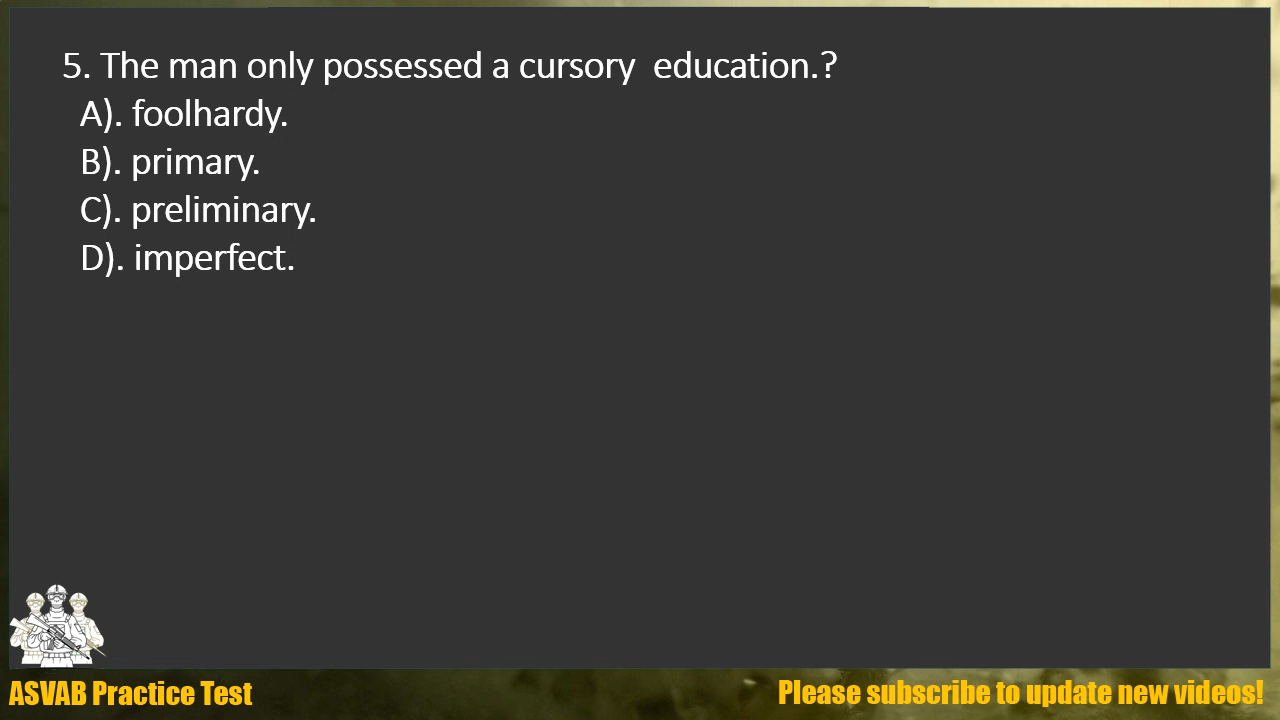 5. The man only possessed a cursory  education.?
A). foolhardy.
B). primary.
C). preliminary.
D). imperfect.
ASVAB Practice Test
Please subscribe to update new videos!